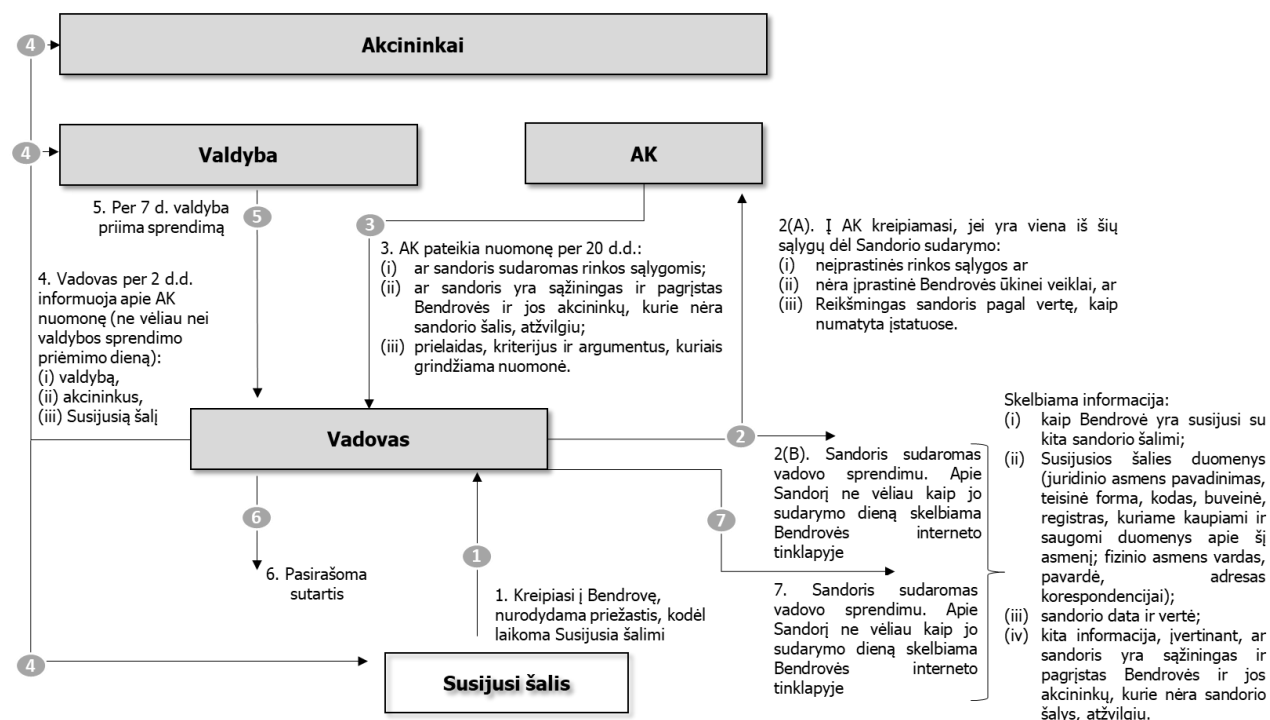 4
Akcininkai
4
Valdyba
AK
5. Per 7 d. valdyba
priima sprendimą
5
3
3. AK pateikia nuomonę per 20 d.d.:
(i) ar sandoris sudaromas rinkos sąlygomis;
(ii) ar sandoris yra sąžiningas ir pagrįstas
Bendrovės ir jos akcininkų, kurie nėra
sandorio šalis, atžvilgiu;
(iii) prielaidas, kriterijus ir argumentus, kuriais
grindžiama nuomonė.
2(A). Į AK kreipiamasi, jei yra viena iš šių
sąlygų dėl Sandorio sudarymo:
(i) neįprastinės rinkos sąlygos ar
(ii) nėra įprastinė Bendrovės ūkinei veiklai, ar
(iii) Reikšmingas sandoris pagal vertę, kaip
numatyta įstatuose.
4. Vadovas per 2 d.d.
informuoja apie AK
nuomonę (ne vėliau nei
valdybos sprendimo
priėmimo dieną):
(i) valdybą,
(ii) akcininkus,
(iii) Susijusią šalį
Vadovas
2
2(B). Sandoris sudaromas
vadovo sprendimu. Apie
Sandorį ne vėliau kaip jo
sudarymo dieną skelbiama
Bendrovės interneto
tinklapyje
7
7. Sandoris sudaromas
vadovo sprendimu. Apie
Sandorį ne vėliau kaip jo
sudarymo dieną skelbiama
Bendrovės interneto
tinklapyje
Skelbiama informacija:
(i) kaip Bendrovė yra susijusi su
kita sandorio šalimi;
(ii) Susijusios šalies duomenys
(juridinio asmens pavadinimas,
teisinė forma, kodas, buveinė,
registras, kuriame kaupiami ir
saugomi duomenys apie šį
asmenį; fizinio asmens vardas,
pavardė, adresas
korespondencijai);
(iii) sandorio data ir vertė;
(iv) kita informacija, įvertinant, ar
sandoris yra sąžiningas ir
pagrįstas Bendrovės ir jos
akcininkų, kurie nėra sandorio
šalys, atžvilgiu.
6
6. Pasirašoma
sutartis
1
1. Kreipiasi į Bendrovę,
nurodydama priežastis, kodėl
laikoma Susijusia šalimi
4
Susijusi šalis